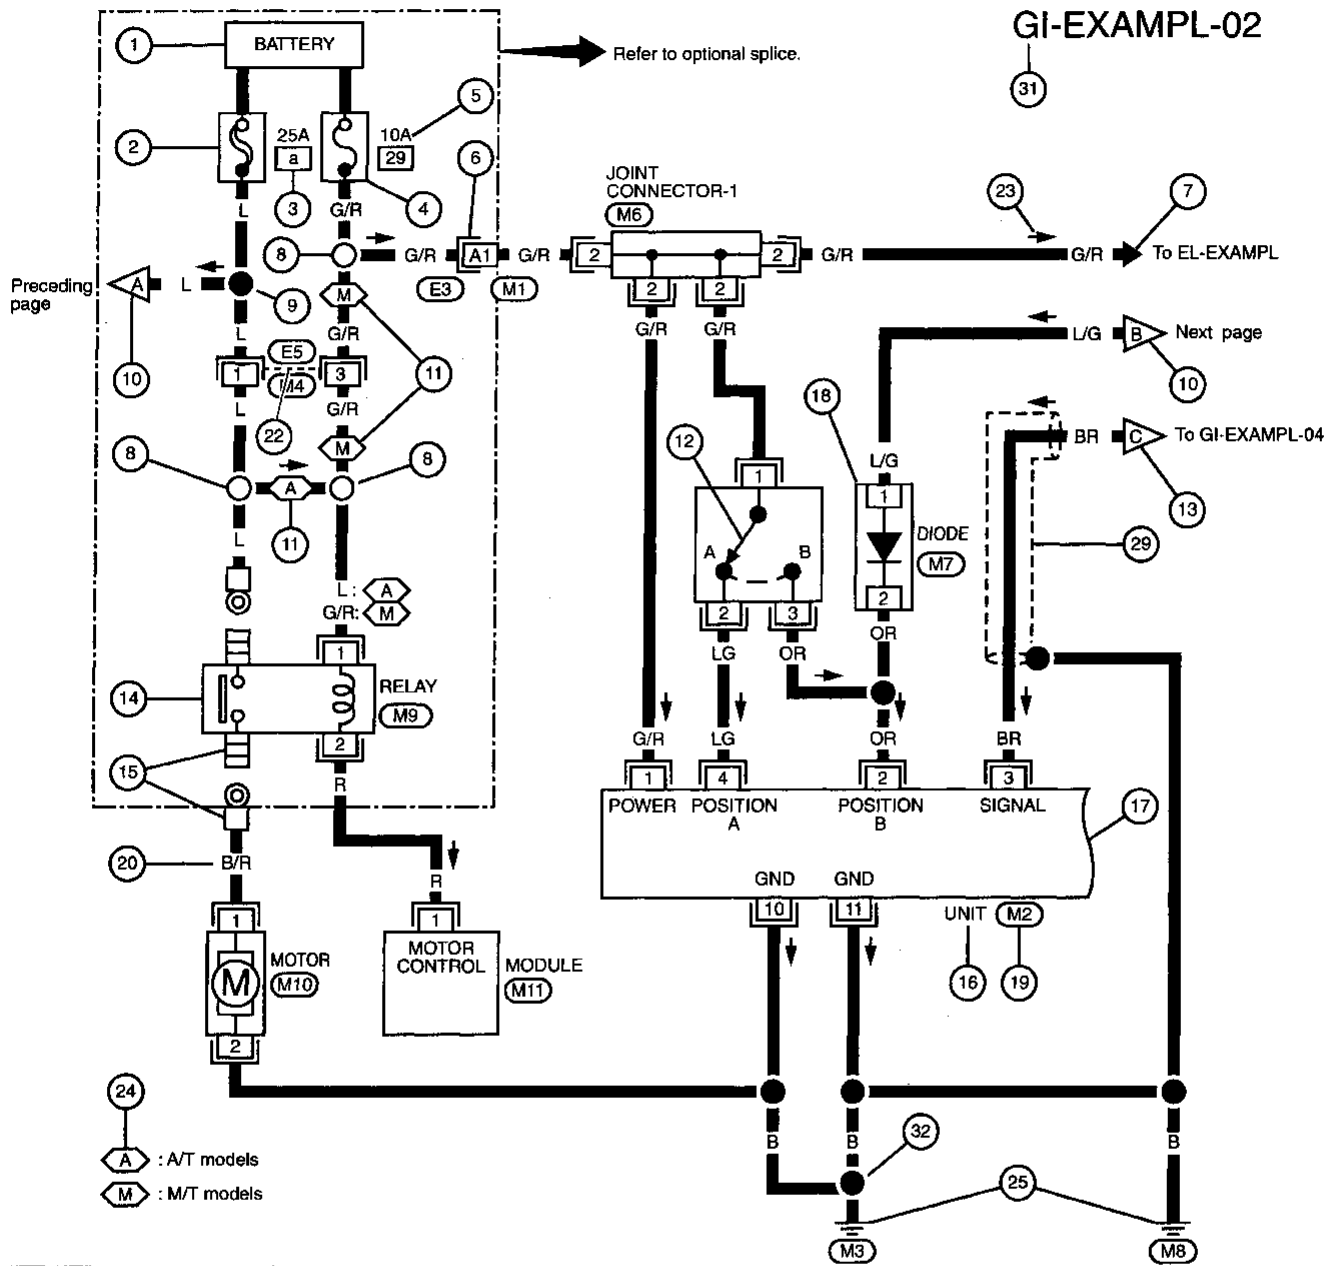 GI-EXAMPL-02
31
1
BATTERY
Refer to optional splice.
5
2
25A
a
10A
29
6
3
4
L
G/R
JOINT
CONNECTOR-1
M6
23
7
8
G/R
A1
G/R
2
2
G/R
G/R
To EL-EXAMPL
E3
M1
Preceding
page
A
L
9
M
2
2
G/R
G/R
L
G/R
L/G
B
Next page
10
E5
1
3
M4
11
10
18
L
G/R
22
12
BR
C
To GI-EXAMPL-04
8
M
8
L/G
A
1
1
13
L
11
A
B
DIODE
M7
29
L:
A
G/R:
M
2
3
2
1
LG
OR
OR
14
RELAY
M9
2
G/R
LG
OR
BR
15
R
1
4
2
3
POWER
POSITION
A
POSITION
B
SIGNAL
17
20
B/R
R
GND
GND
1
1
10
11
UNIT
M2
MOTOR
CONTROL
MOTOR
M10
M
MODULE
M11
16
19
2
24
B
B
32
B
A
: A/T models
M
: M/T models
25
M3
M8